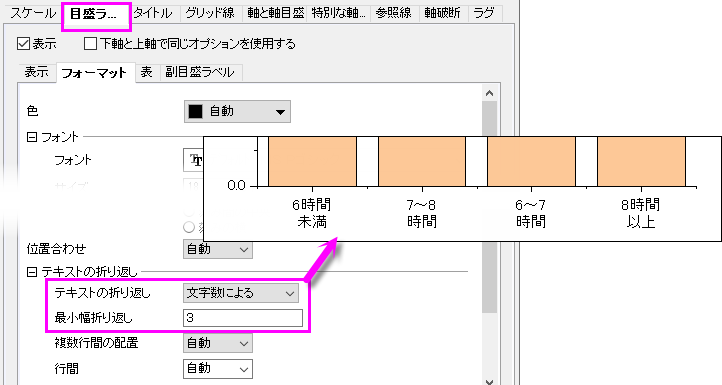 スケール 目盛ラ... タイトル グリッド線 軸と軸目盛 特別な軸... 参照線 軸破断 ラグ
表示 下軸と上軸で同じオプションを使用する
表示 フォーマット 表 副目盛ラベル
色 自動
フォント
フォント
0.0
6時間 7～8 6～7 8時間
未満 時間 時間 以上
位置合わせ 自動
テキストの折り返し
テキストの折り返し 文字数による
最小幅折り返し 3
複数行間の配置 自動
行間 自動